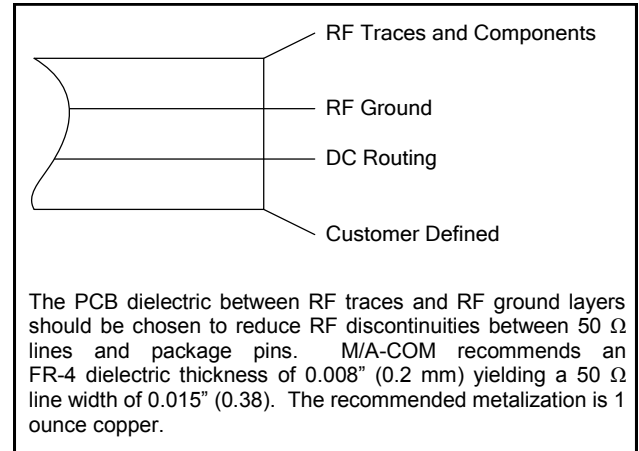 RF Traces and Components
RF Ground
DC Routing
Customer Defined
The PCB dielectric between RF traces and RF ground layers
should be chosen to reduce RF discontinuities between 50 Ω
lines and package pins. M/A-COM recommends an
FR-4 dielectric thickness of 0.008” (0.2 mm) yielding a 50 Ω
line width of 0.015” (0.38). The recommended metalization is 1
ounce copper.